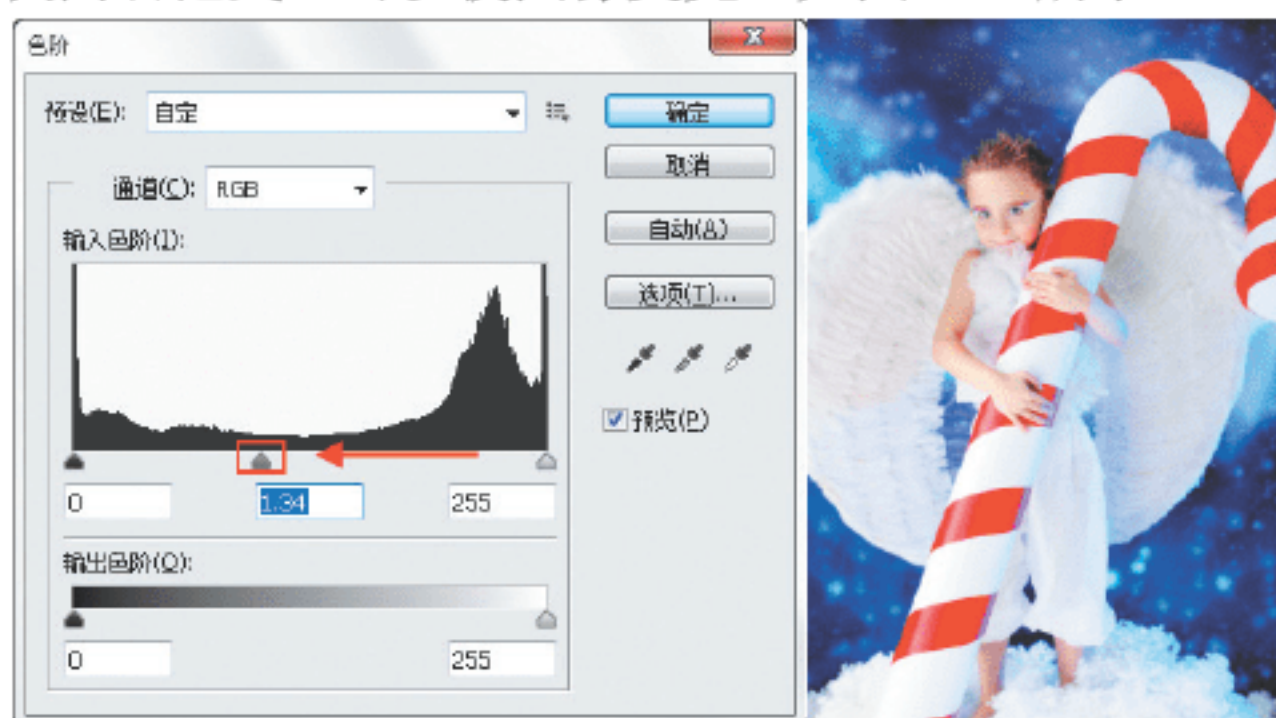 色阶
预设(E): 自定
确定
取消
通道(C): RGB
自动(A)
输入色阶(I):
选项(T)...
预览(P)
0 1.34 255
输出色阶(O):
0 255